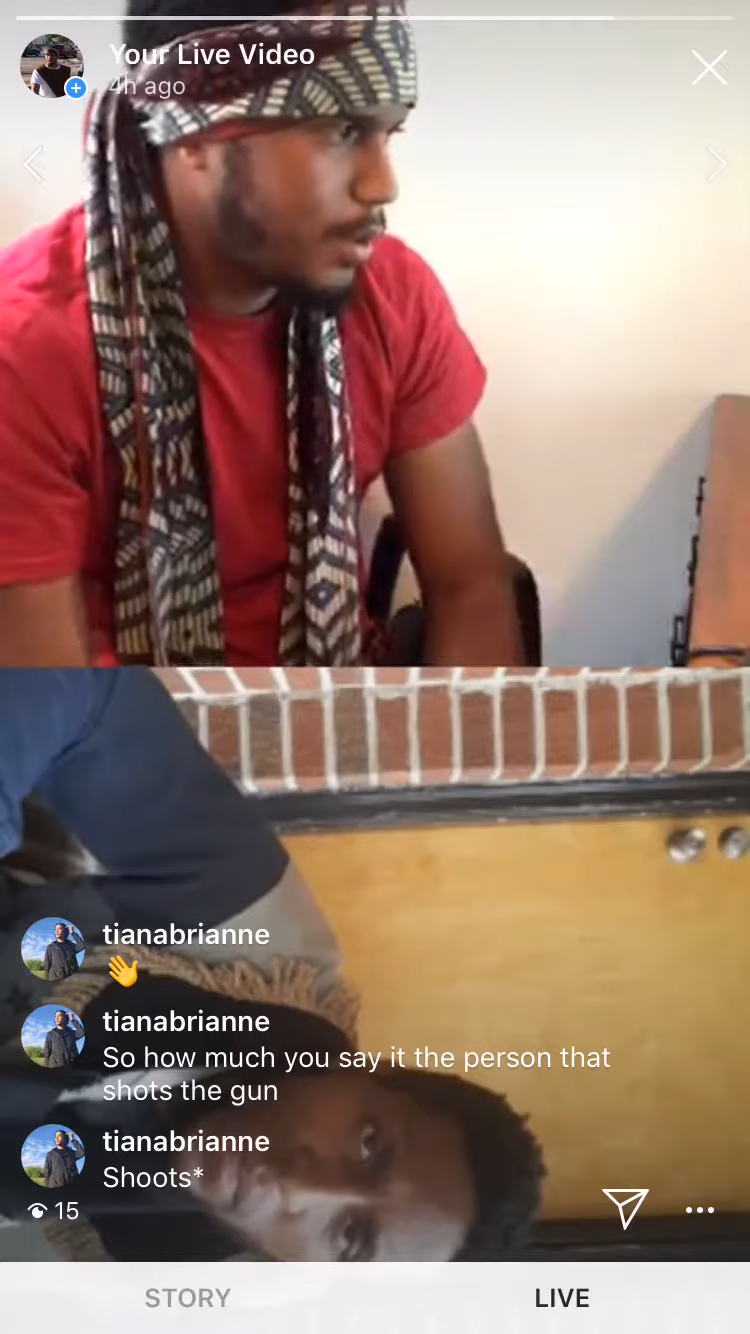 Your Live Video
4h ago
tianabrianne
👋
tianabrianne
So how much you say it the person that
shots the gun
tianabrianne
Shoots*
15
STORY
LIVE